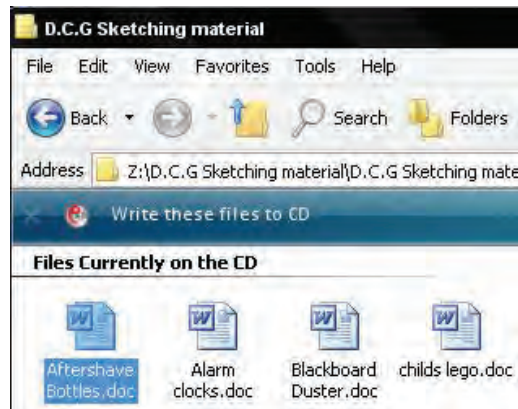 D.C.G Sketching material
File Edit View Favorites Tools Help
Back Search Folders
Address Z:\D.C.G Sketching material\D.C.G Sketching mate
Write these files to CD
Files Currently on the CD
Aftershave Alarm Blackboard childs lego.doc
Bottles.doc clocks.doc Duster.doc